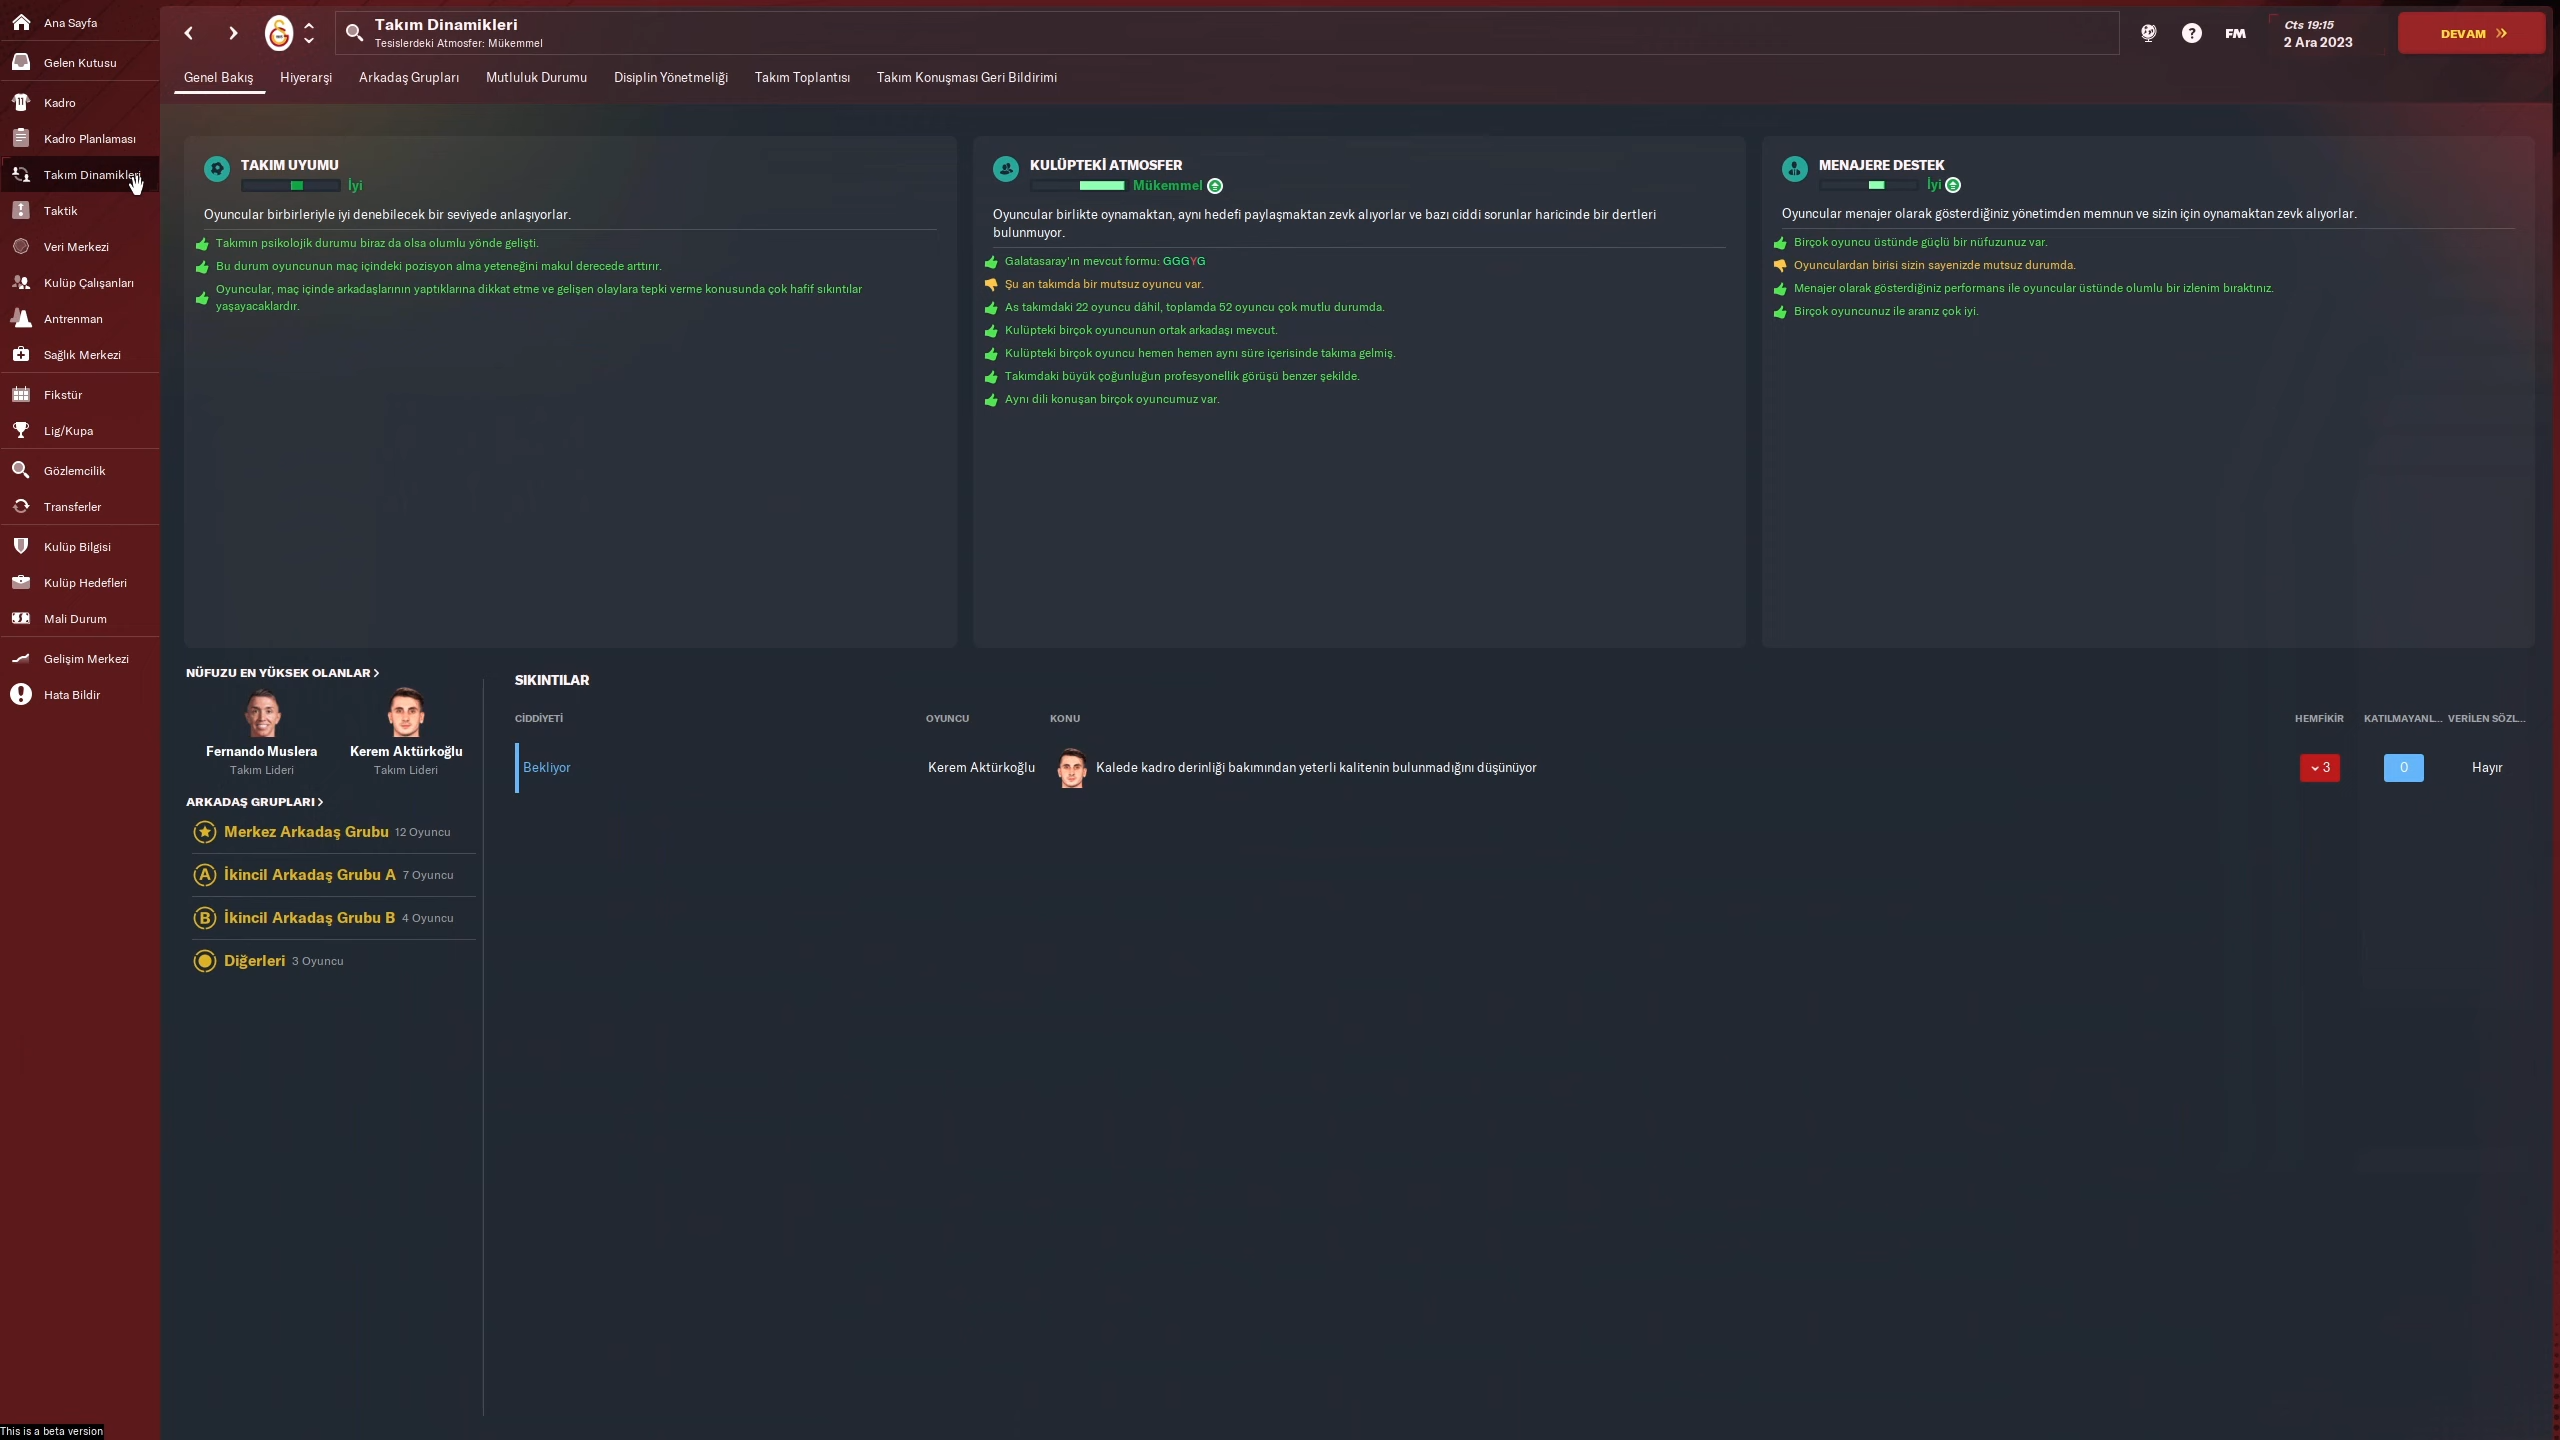 Ana Sayfa
Gelen Kutusu
Kadro
Kadro Planlaması
Takım Dinamikleri
Taktik
Veri Merkezi
Kulüp Çalışanları
Antrenman
Sağlık Merkezi
Fikstür
Lig/Kupa
Gözlemcilik
Transferler
Kulüp Bilgisi
Kulüp Hedefleri
Mali Durum
Gelişim Merkezi
Hata Bildir
This is a beta version
Takım Dinamikleri
Tesislerdeki Atmosfer: Mükemmel
FM
Cts 19:15
2 Ara 2023
DEVAM
Genel Bakış Hiyerarşi Arkadaş Grupları Mutluluk Durumu Disiplin Yönetmeliği Takım Toplantısı Takım Konuşması Geri Bildirimi
TAKIM UYUMU
İyi
Oyuncular birbirleriyle iyi denebilecek bir seviyede anlaşıyorlar.
Takımın psikolojik durumu biraz da olsa olumlu yönde gelişti.
Bu durum oyuncunun maç içindeki pozisyon alma yeteneğini makul derecede arttırır.
Oyuncular, maç içinde arkadaşlarının yaptıklarına dikkat etme ve gelişen olaylara tepki verme konusunda çok hafif sıkıntılar
yaşayacaklardır.
KULÜPTEKİ ATMOSFER
Mükemmel
Oyuncular birlikte oynamaktan, aynı hedefi paylaşmaktan zevk alıyorlar ve bazı ciddi sorunlar haricinde bir dertleri
bulunmuyor.
Galatasaray'ın mevcut formu: GGGYG
Şu an takımda bir mutsuz oyuncu var.
As takımdaki 22 oyuncu dâhil, toplamda 52 oyuncu çok mutlu durumda.
Kulüpteki birçok oyuncunun ortak arkadaşı mevcut.
Kulüpteki birçok oyuncu hemen hemen aynı süre içerisinde takıma gelmiş.
Takımdaki büyük çoğunluğun profesyonellik görüşü benzer şekilde.
Aynı dili konuşan birçok oyuncumuz var.
MENAJERE DESTEK
İyi
Oyuncular menajer olarak gösterdiğiniz yönetimden memnun ve sizin için oynamaktan zevk alıyorlar.
Birçok oyuncu üstünde güçlü bir nüfuzunuz var.
Oyunculardan birisi sizin sayenizde mutsuz durumda.
Menajer olarak gösterdiğiniz performans ile oyuncular üstünde olumlu bir izlenim bıraktınız.
Birçok oyuncunuz ile aranız çok iyi.
NÜFUZU EN YÜKSEK OLANLAR
Fernando Muslera
Takım Lideri
Kerem Aktürkoğlu
Takım Lideri
ARKADAŞ GRUPLARI
Merkez Arkadaş Grubu 12 Oyuncu
A İkincil Arkadaş Grubu A 7 Oyuncu
B İkincil Arkadaş Grubu B 4 Oyuncu
Diğerleri 3 Oyuncu
SIKINTILAR
CİDDİYETİ OYUNCU KONU HEMFİKİR KATILMAYANL... VERİLEN SÖZL...
Bekliyor Kerem Aktürkoğlu Kalede kadro derinliği bakımından yeterli kalitenin bulunmadığını düşünüyor 3 0 Hayır